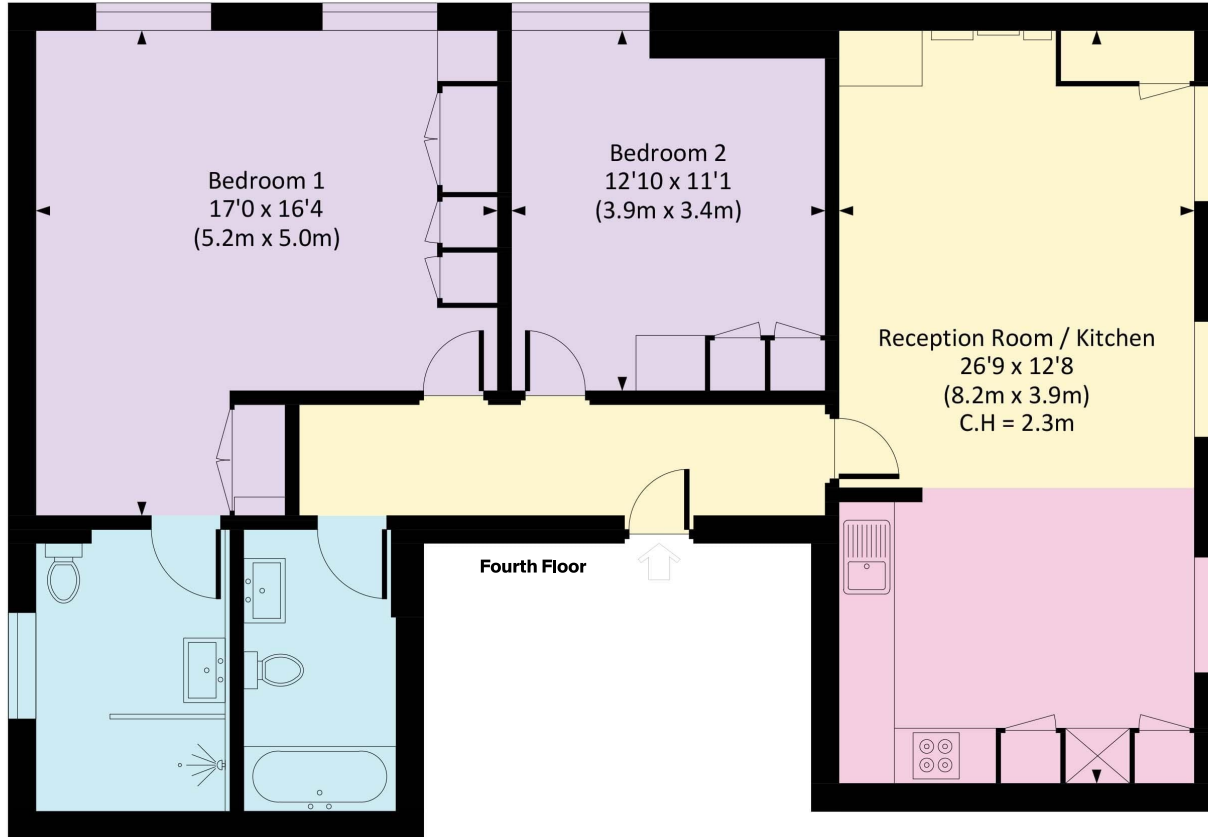 Bedroom 1
17'0 x 16'4
(5.2m x 5.0m)
Bedroom 2
12'10 x 11'1
(3.9m x 3.4m)
Reception Room / Kitchen
26'9 x 12'8
(8.2m x 3.9m)
C.H = 2.3m
Fourth Floor